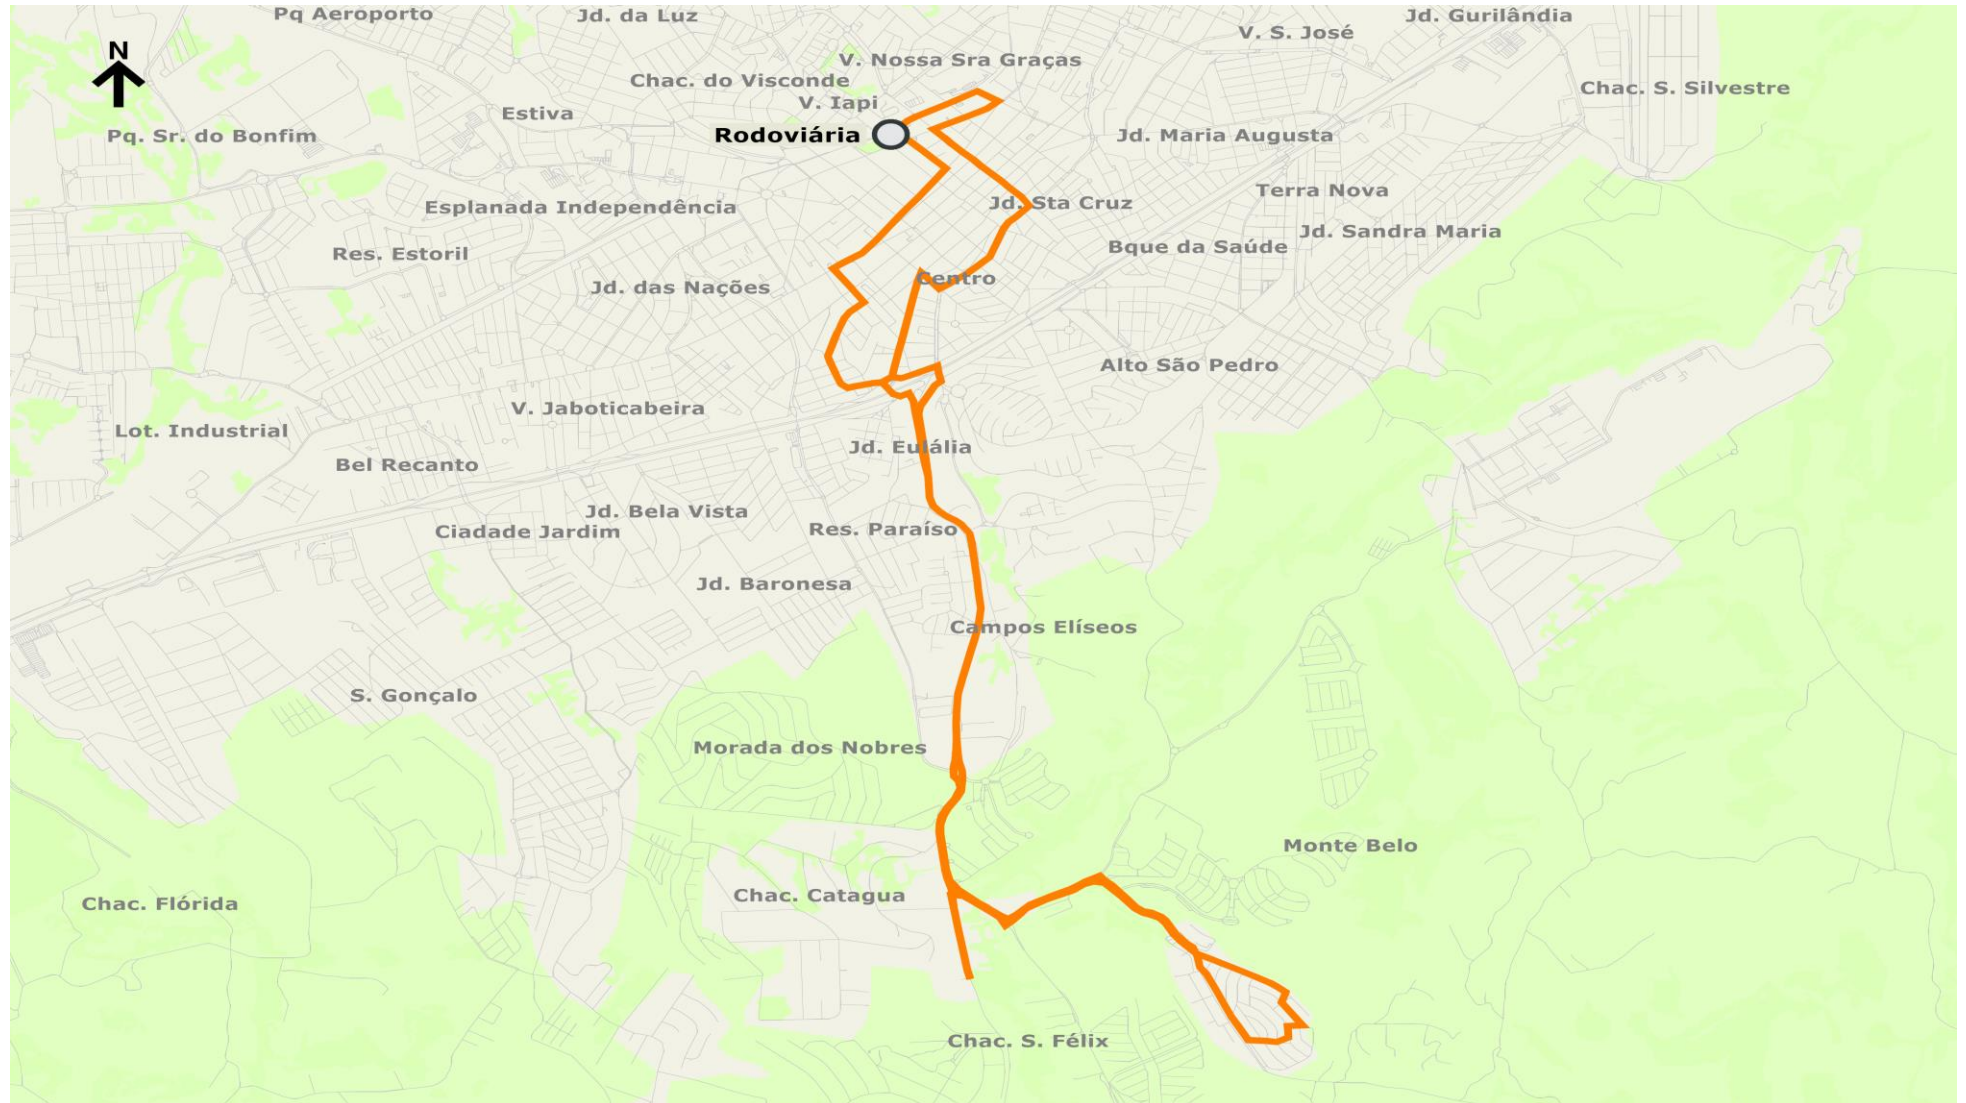 Pq Aeroporto
Jd. da Luz
Jd. Gurilândia
V. S. José
N
V. Nossa Sra Graças
Chac. do Visconde
Chac. S. Silvestre
V. Iapi
Estiva
Pq. Sr. do Bonfim
Rodoviária
Jd. Maria Augusta
Terra Nova
Esplanada Independência
Jd. Sta Cruz
Jd. Sandra Maria
Bque da Saúde
Res. Estoril
Centro
Jd. das Nações
Alto São Pedro
V. Jaboticabeira
Lot. Industrial
Jd. Eulália
Bel Recanto
Jd. Bela Vista
Ciadade Jardim
Res. Paraíso
Jd. Baronesa
Campos Elíseos
S. Gonçalo
Morada dos Nobres
Monte Belo
Chac. Catagua
Chac. Flórida
Chac. S. Félix